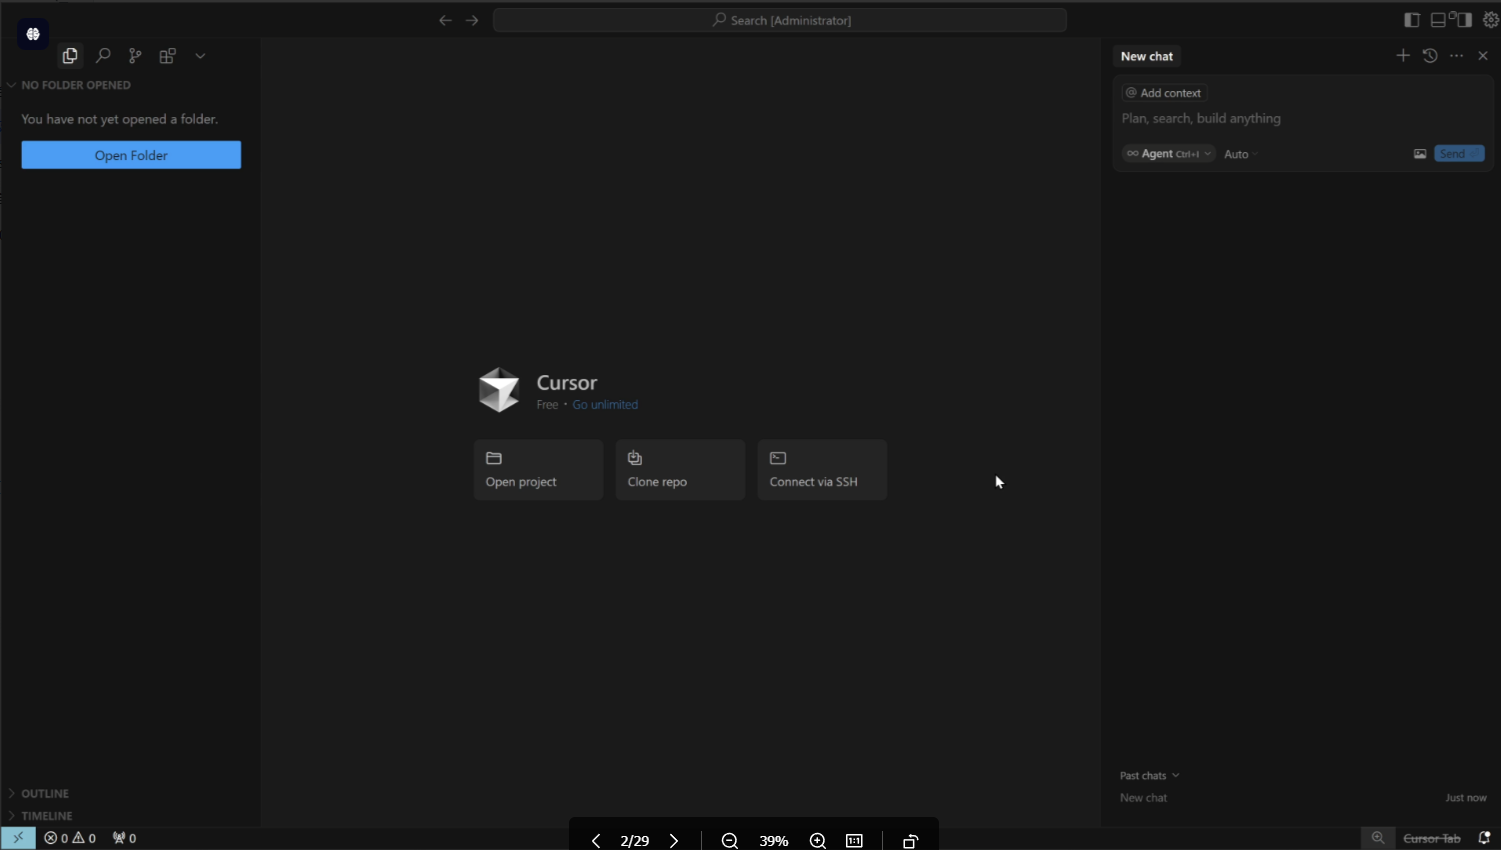 Search [Administrator]
NO FOLDER OPENED
You have not yet opened a folder.
Open Folder
Cursor
Free • Go unlimited
Open project
Clone repo
Connect via SSH
New chat
@ Add context
Plan, search, build anything
∞ Agent Ctrl+I
Auto
Send
Past chats
New chat
Just now
OUTLINE
TIMELINE
0 0
0
2/29
39%
1:1
Cursor Tab